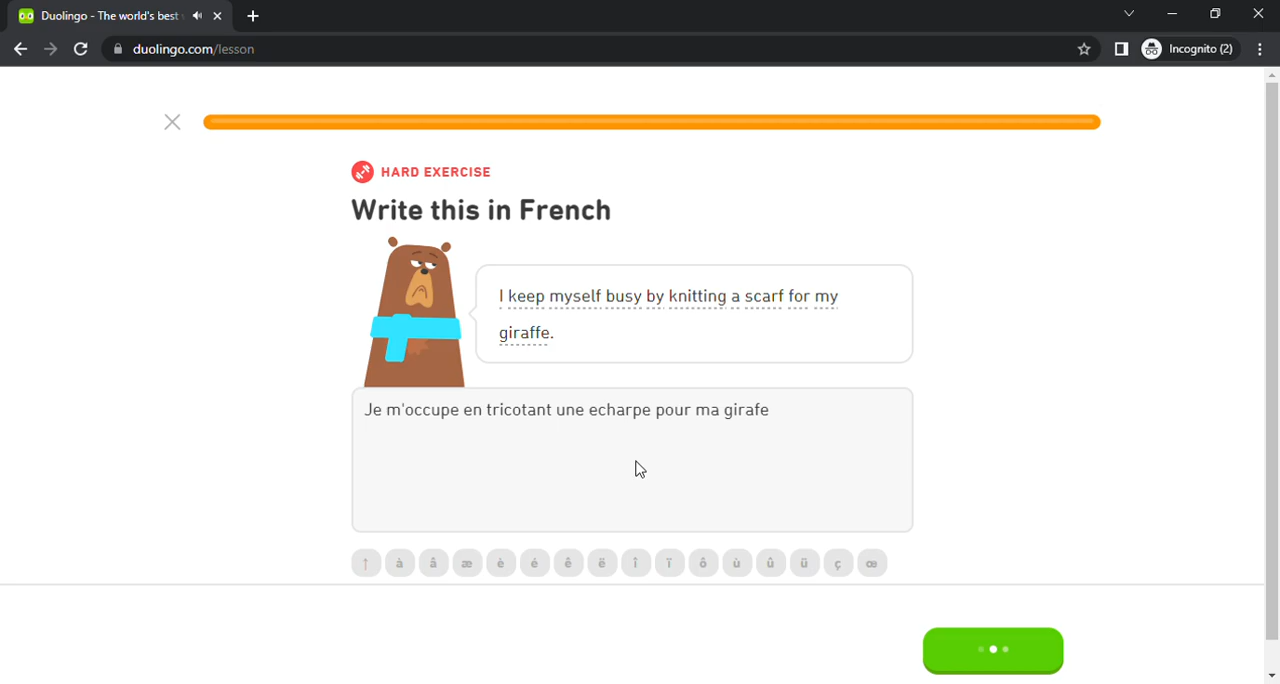 Duolingo - The world's best
duolingo.com/lesson
Incognito (2)
HARD EXERCISE
Write this in French
I keep myself busy by knitting a scarf for my
giraffe.
Je m'occupe en tricotant une echarpe pour ma girafe
↑ à â æ è é ê ë î ï ô ù û ü ç œ